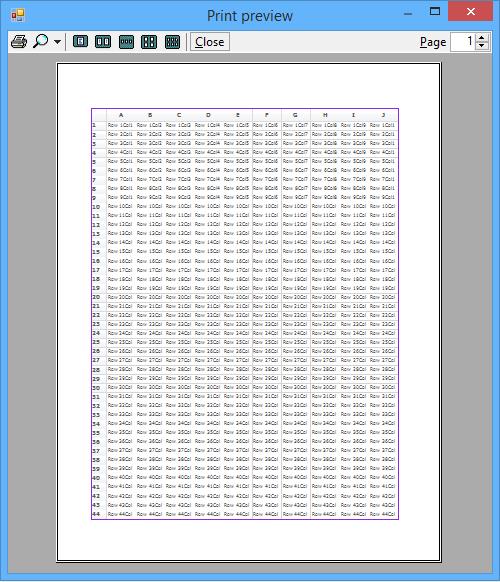 Print preview
Close Page 1
A B C D E F G H I J
1 Row 1Col1 Row 1Col2 Row 1Col3 Row 1Col4 Row 1Col5 Row 1Col6 Row 1Col7 Row 1Col8 Row 1Col9 Row 1Col1
2 Row 2Col1 Row 2Col2 Row 2Col3 Row 2Col4 Row 2Col5 Row 2Col6 Row 2Col7 Row 2Col8 Row 2Col9 Row 2Col1
3 Row 3Col1 Row 3Col2 Row 3Col3 Row 3Col4 Row 3Col5 Row 3Col6 Row 3Col7 Row 3Col8 Row 3Col9 Row 3Col1
4 Row 4Col1 Row 4Col2 Row 4Col3 Row 4Col4 Row 4Col5 Row 4Col6 Row 4Col7 Row 4Col8 Row 4Col9 Row 4Col1
5 Row 5Col1 Row 5Col2 Row 5Col3 Row 5Col4 Row 5Col5 Row 5Col6 Row 5Col7 Row 5Col8 Row 5Col9 Row 5Col1
6 Row 6Col1 Row 6Col2 Row 6Col3 Row 6Col4 Row 6Col5 Row 6Col6 Row 6Col7 Row 6Col8 Row 6Col9 Row 6Col1
7 Row 7Col1 Row 7Col2 Row 7Col3 Row 7Col4 Row 7Col5 Row 7Col6 Row 7Col7 Row 7Col8 Row 7Col9 Row 7Col1
8 Row 8Col1 Row 8Col2 Row 8Col3 Row 8Col4 Row 8Col5 Row 8Col6 Row 8Col7 Row 8Col8 Row 8Col9 Row 8Col1
9 Row 9Col1 Row 9Col2 Row 9Col3 Row 9Col4 Row 9Col5 Row 9Col6 Row 9Col7 Row 9Col8 Row 9Col9 Row 9Col1
10 Row 10Col Row 10Col Row 10Col Row 10Col Row 10Col Row 10Col Row 10Col Row 10Col Row 10Col Row 10Col
11 Row 11Col Row 11Col Row 11Col Row 11Col Row 11Col Row 11Col Row 11Col Row 11Col Row 11Col Row 11Col
12 Row 12Col Row 12Col Row 12Col Row 12Col Row 12Col Row 12Col Row 12Col Row 12Col Row 12Col Row 12Col
13 Row 13Col Row 13Col Row 13Col Row 13Col Row 13Col Row 13Col Row 13Col Row 13Col Row 13Col Row 13Col
14 Row 14Col Row 14Col Row 14Col Row 14Col Row 14Col Row 14Col Row 14Col Row 14Col Row 14Col Row 14Col
15 Row 15Col Row 15Col Row 15Col Row 15Col Row 15Col Row 15Col Row 15Col Row 15Col Row 15Col Row 15Col
16 Row 16Col Row 16Col Row 16Col Row 16Col Row 16Col Row 16Col Row 16Col Row 16Col Row 16Col Row 16Col
17 Row 17Col Row 17Col Row 17Col Row 17Col Row 17Col Row 17Col Row 17Col Row 17Col Row 17Col Row 17Col
18 Row 18Col Row 18Col Row 18Col Row 18Col Row 18Col Row 18Col Row 18Col Row 18Col Row 18Col Row 18Col
19 Row 19Col Row 19Col Row 19Col Row 19Col Row 19Col Row 19Col Row 19Col Row 19Col Row 19Col Row 19Col
20 Row 20Col Row 20Col Row 20Col Row 20Col Row 20Col Row 20Col Row 20Col Row 20Col Row 20Col Row 20Col
21 Row 21Col Row 21Col Row 21Col Row 21Col Row 21Col Row 21Col Row 21Col Row 21Col Row 21Col Row 21Col
22 Row 22Col Row 22Col Row 22Col Row 22Col Row 22Col Row 22Col Row 22Col Row 22Col Row 22Col Row 22Col
23 Row 23Col Row 23Col Row 23Col Row 23Col Row 23Col Row 23Col Row 23Col Row 23Col Row 23Col Row 23Col
24 Row 24Col Row 24Col Row 24Col Row 24Col Row 24Col Row 24Col Row 24Col Row 24Col Row 24Col Row 24Col
25 Row 25Col Row 25Col Row 25Col Row 25Col Row 25Col Row 25Col Row 25Col Row 25Col Row 25Col Row 25Col
26 Row 26Col Row 26Col Row 26Col Row 26Col Row 26Col Row 26Col Row 26Col Row 26Col Row 26Col Row 26Col
27 Row 27Col Row 27Col Row 27Col Row 27Col Row 27Col Row 27Col Row 27Col Row 27Col Row 27Col Row 27Col
28 Row 28Col Row 28Col Row 28Col Row 28Col Row 28Col Row 28Col Row 28Col Row 28Col Row 28Col Row 28Col
29 Row 29Col Row 29Col Row 29Col Row 29Col Row 29Col Row 29Col Row 29Col Row 29Col Row 29Col Row 29Col
30 Row 30Col Row 30Col Row 30Col Row 30Col Row 30Col Row 30Col Row 30Col Row 30Col Row 30Col Row 30Col
31 Row 31Col Row 31Col Row 31Col Row 31Col Row 31Col Row 31Col Row 31Col Row 31Col Row 31Col Row 31Col
32 Row 32Col Row 32Col Row 32Col Row 32Col Row 32Col Row 32Col Row 32Col Row 32Col Row 32Col Row 32Col
33 Row 33Col Row 33Col Row 33Col Row 33Col Row 33Col Row 33Col Row 33Col Row 33Col Row 33Col Row 33Col
34 Row 34Col Row 34Col Row 34Col Row 34Col Row 34Col Row 34Col Row 34Col Row 34Col Row 34Col Row 34Col
35 Row 35Col Row 35Col Row 35Col Row 35Col Row 35Col Row 35Col Row 35Col Row 35Col Row 35Col Row 35Col
36 Row 36Col Row 36Col Row 36Col Row 36Col Row 36Col Row 36Col Row 36Col Row 36Col Row 36Col Row 36Col
37 Row 37Col Row 37Col Row 37Col Row 37Col Row 37Col Row 37Col Row 37Col Row 37Col Row 37Col Row 37Col
38 Row 38Col Row 38Col Row 38Col Row 38Col Row 38Col Row 38Col Row 38Col Row 38Col Row 38Col Row 38Col
39 Row 39Col Row 39Col Row 39Col Row 39Col Row 39Col Row 39Col Row 39Col Row 39Col Row 39Col Row 39Col
40 Row 40Col Row 40Col Row 40Col Row 40Col Row 40Col Row 40Col Row 40Col Row 40Col Row 40Col Row 40Col
41 Row 41Col Row 41Col Row 41Col Row 41Col Row 41Col Row 41Col Row 41Col Row 41Col Row 41Col Row 41Col
42 Row 42Col Row 42Col Row 42Col Row 42Col Row 42Col Row 42Col Row 42Col Row 42Col Row 42Col Row 42Col
43 Row 43Col Row 43Col Row 43Col Row 43Col Row 43Col Row 43Col Row 43Col Row 43Col Row 43Col Row 43Col
44 Row 44Col Row 44Col Row 44Col Row 44Col Row 44Col Row 44Col Row 44Col Row 44Col Row 44Col Row 44Col